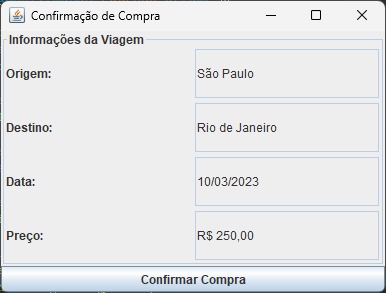 Confirmação de Compra
Informações da Viagem
Origem: São Paulo
Destino: Rio de Janeiro
Data: 10/03/2023
Preço: R$ 250,00
Confirmar Compra